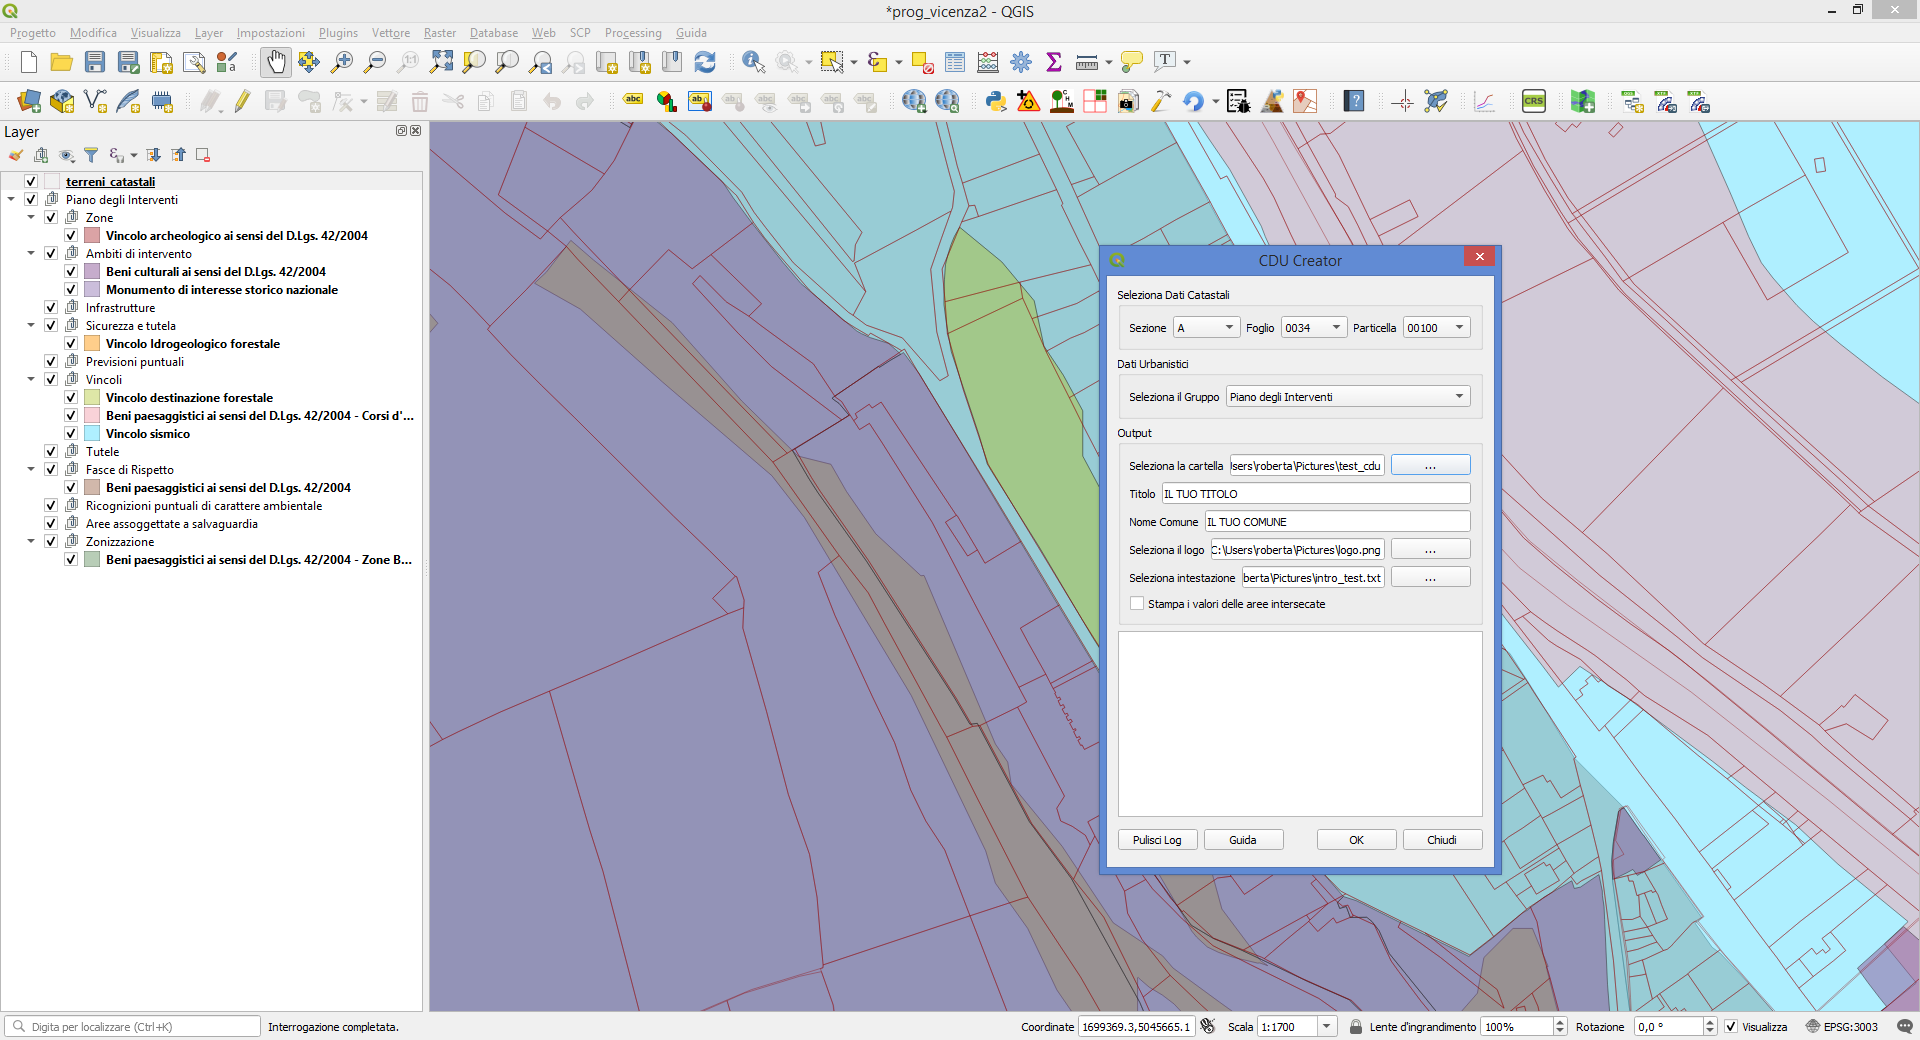 *prog_vicenza2 - QGIS
Progetto Modifica Visualizza Layer Impostazioni Plugins Vettore Raster Database Web SCP Processing Guida
Layer
terreni_catastali
Piano degli Interventi
Zone
Vincolo archeologico ai sensi del D.Lgs. 42/2004
Ambiti di intervento
Beni culturali ai sensi del D.Lgs. 42/2004
Monumento di interesse storico nazionale
Infrastrutture
Sicurezza e tutela
Vincolo Idrogeologico forestale
Previsioni puntuali
Vincoli
Vincolo destinazione forestale
Beni paesaggistici ai sensi del D.Lgs. 42/2004 - Corsi d'...
Vincolo sismico
Tutele
Fasce di Rispetto
Beni paesaggistici ai sensi del D.Lgs. 42/2004
Ricognizioni puntuali di carattere ambientale
Aree assoggettate a salvaguardia
Zonizzazione
Beni paesaggistici ai sensi del D.Lgs. 42/2004 - Zone B...
CDU Creator
Seleziona Dati Catastali
Sezione A Foglio 0034 Particella 00100
Dati Urbanistici
Seleziona il Gruppo Piano degli Interventi
Output
Seleziona la cartella Users\roberta\Pictures\test_cdu ...
Titolo IL TUO TITOLO
Nome Comune IL TUO COMUNE
Seleziona il logo C:\Users\roberta\Pictures\logo.png ...
Seleziona intestazione berta\Pictures\intro_test.txt ...
Stampa i valori delle aree intersecate
Pulisci Log Guida OK Chiudi
Digita per localizzare (Ctrl+K) Interrogazione completata. Coordinate 1699369.3,5045665.1 Scala 1:1700 Lente d'ingrandimento 100% Rotazione 0,0 ° Visualizza EPSG:3003